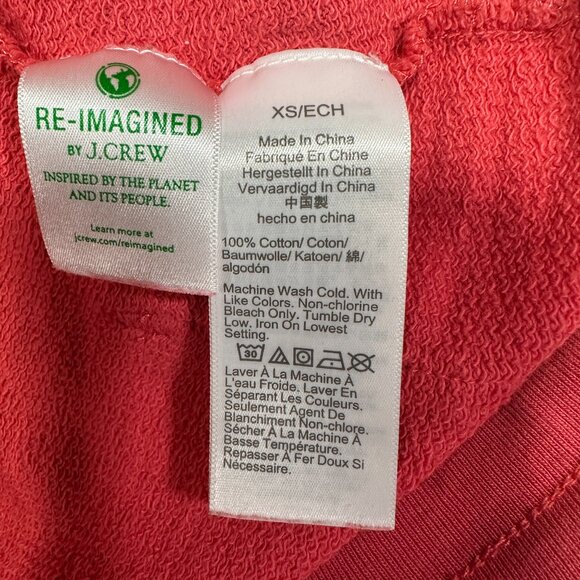 RE-IMAGINED
BY J.CREW
INSPIRED BY THE PLANET
AND ITS PEOPLE.
Learn more at
jcrew.com/reimagined
XS/ECH
Made In China
Fabriqué En Chine
Hergestellt In China
Vervaardigd In China
中国製
hecho en china
100% Cotton/ Coton/
Baumwolle/ Katoen/ 綿/
algodón
Machine Wash Cold. With
Like Colors. Non-chlorine
Bleach Only. Tumble Dry
Low. Iron On Lowest
Setting.
30
Laver À La Machine À
L'eau Froide. Laver
Séparant Les Couleurs.
Seulement Agent De
Blanchiment Non-chlore.
Sécher À La Machine À
Basse Température.
Repasser À Fer Doux Si
Nécessaire.